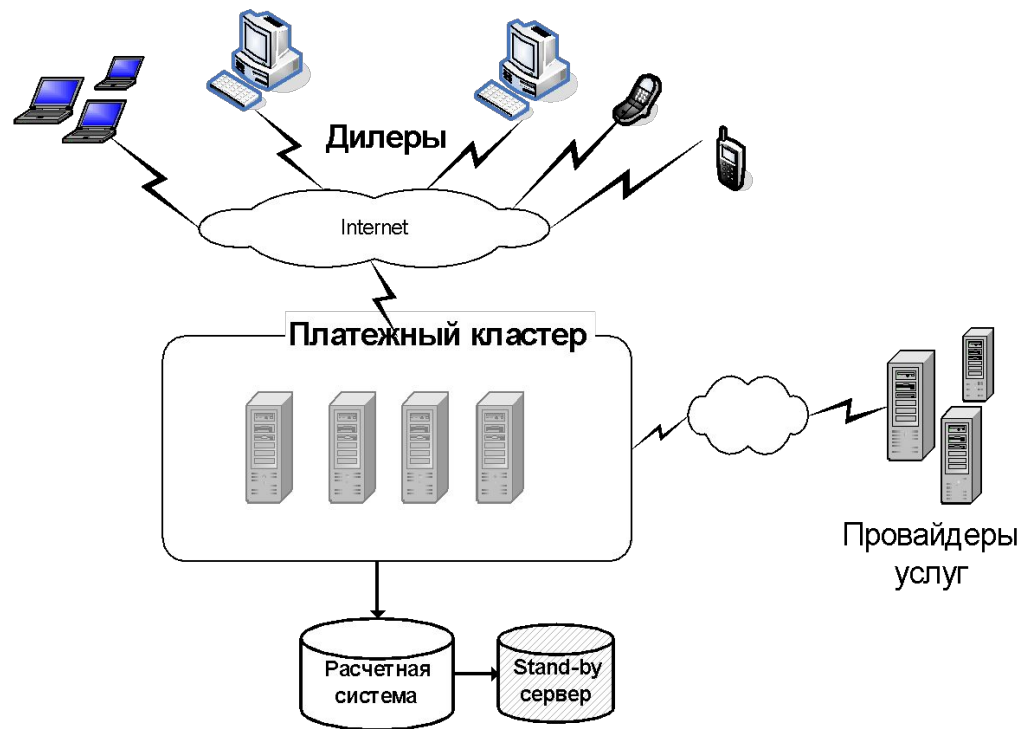 Дилеры
Internet
Платежный кластер
Провайдеры
услуг
Расчетная
система
Stand-by
сервер